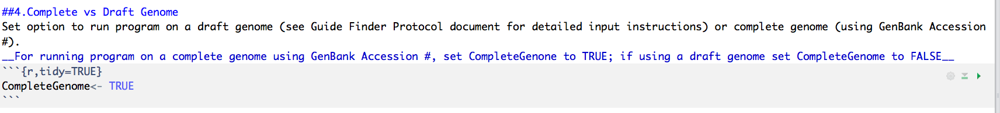 ##4.Complete vs Draft Genome
Set option to run program on a draft genome (see Guide Finder Protocol document for detailed input instructions) or complete genome (using GenBank Accession
#).
__For running program on a complete genome using GenBank Accession #, set CompleteGenone to TRUE; if using a draft genome set CompleteGenome to FALSE__
```{r,tidy=TRUE}
CompleteGenome<- TRUE
```